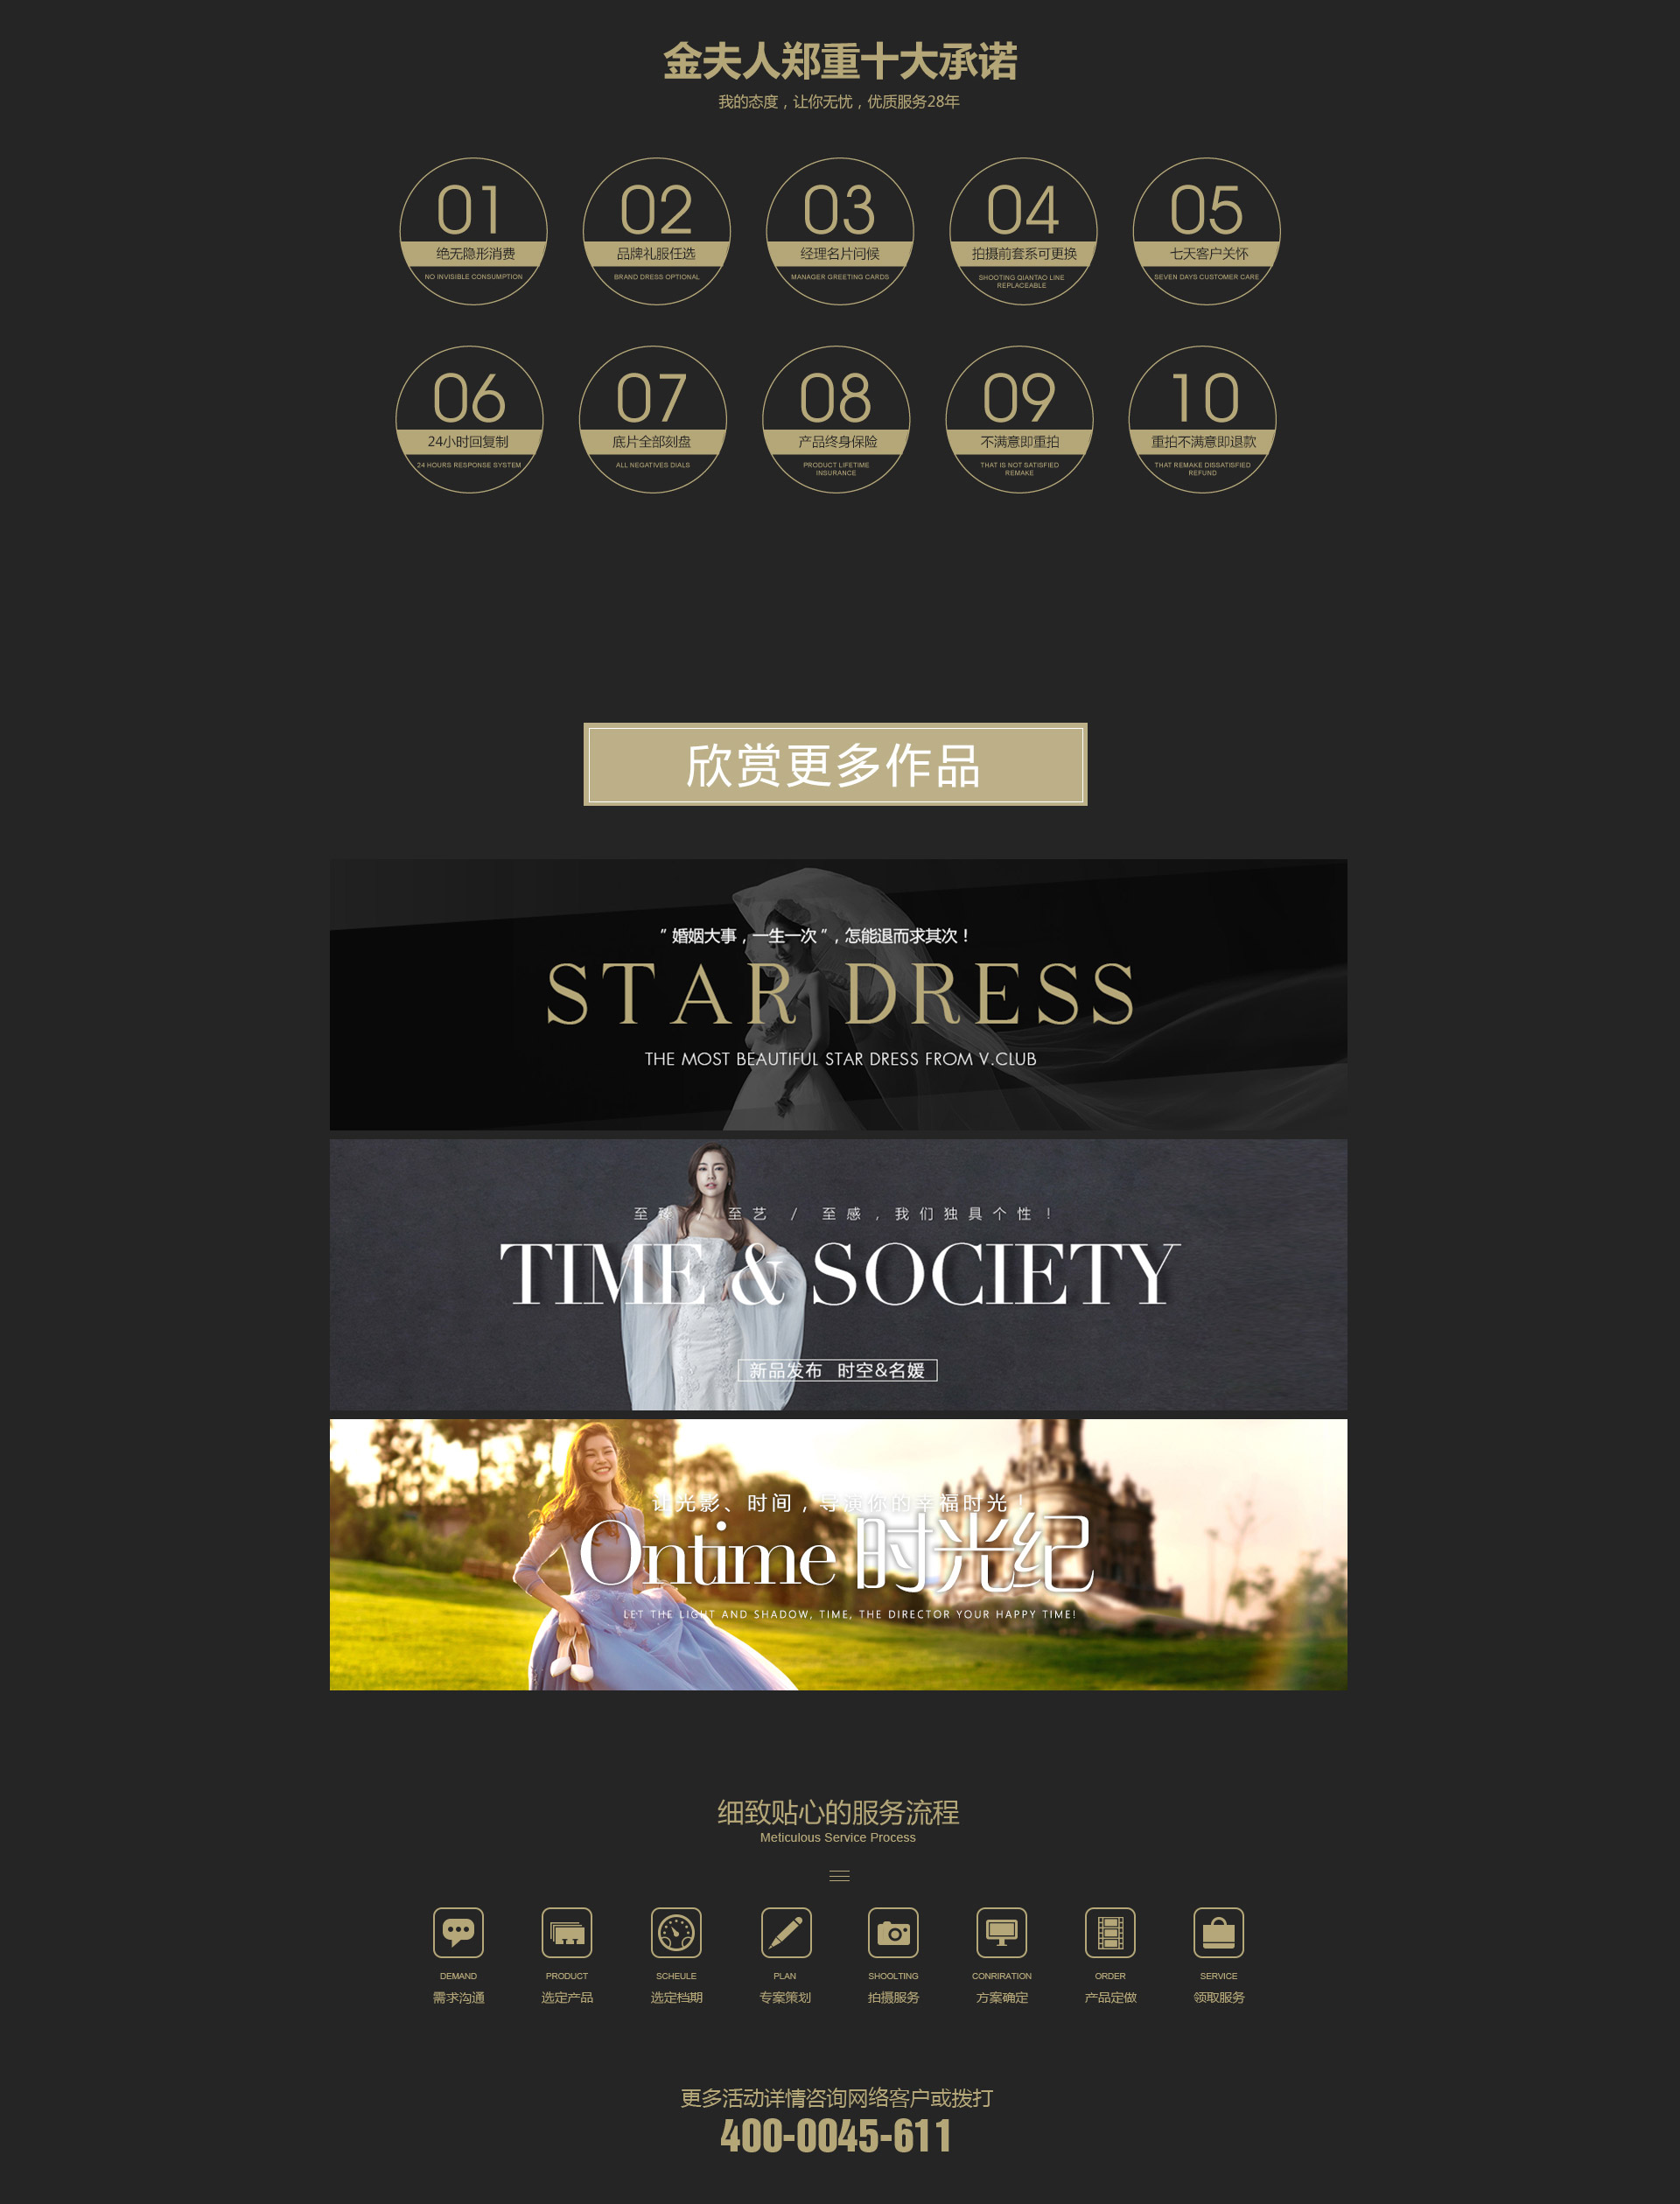 金夫人郑重十大承诺
我的态度，让你无忧，优质服务28年
01
绝无隐形消费
NO INVISIBLE CONSUMPTION
02
品牌礼服任选
BRAND DRESS OPTIONAL
03
经理名片问候
MANAGER GREETING CARDS
04
拍摄前套系可更换
SHOOTING QIANTAO LINE
REPLACEABLE
05
七天客户关怀
SEVEN DAYS CUSTOMER CARE
06
24小时回复制
24 HOURS RESPONSE SYSTEM
07
底片全部刻盘
ALL NEGATIVES DIALS
08
产品终身保险
PRODUCT LIFETIME
INSURANCE
09
不满意即重拍
THAT IS NOT SATISFIED
REMAKE
10
重拍不满意即退款
THAT REMAKE DISSATISFIED
REFUND
欣赏更多作品
”婚姻大事，一生一次”，怎能退而求其次！
STAR DRESS
THE MOST BEAUTIFUL STAR DRESS FROM V.CLUB
至臻 / 至艺 / 至感，我们独具个性！
TIME & SOCIETY
新品发布 时空&名媛
让光影、时间，导演你的幸福时光！
Ontime 时光纪
LET THE LIGHT AND SHADOW, TIME, THE DIRECTOR YOUR HAPPY TIME!
细致贴心的服务流程
Meticulous Service Process
DEMAND
需求沟通
PRODUCT
选定产品
SCHEULE
选定档期
PLAN
专案策划
SHOOLTING
拍摄服务
CONRIRATION
方案确定
ORDER
产品定做
SERVICE
领取服务
更多活动详情咨询网络客户或拨打
400-0045-611